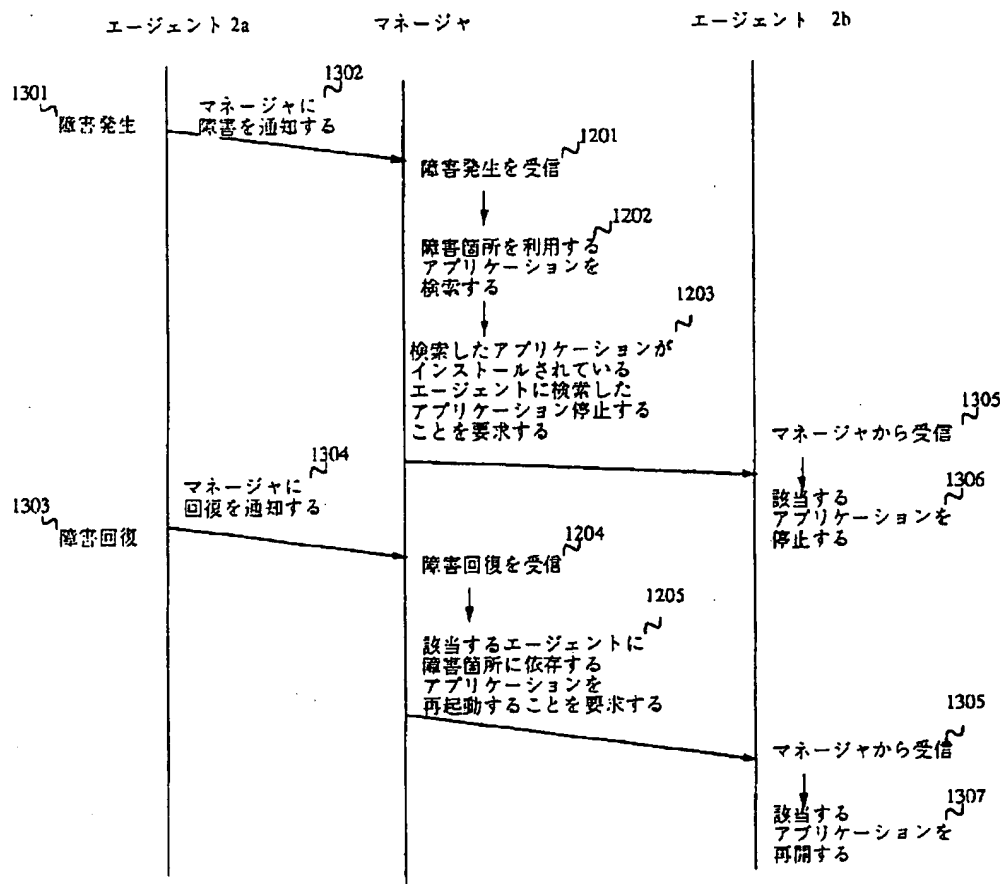 エージェント 2a
マネージャ
エージェント 2b
1301
障害発生
1302
マネージャに
障害を通知する
1201
障害発生を受信
1202
障害箇所を利用する
アプリケーションを
検索する
1203
検索したアプリケーションが
インストールされている
エージェントに検索した
アプリケーション停止する
ことを要求する
1305
マネージャから受信
1306
該当する
アプリケーションを
停止する
1303
障害回復
1304
マネージャに
回復を通知する
1204
障害回復を受信
1205
該当するエージェントに
障害箇所に依存する
アプリケーションを
再起動することを要求する
1305
マネージャから受信
1307
該当する
アプリケーションを
再開する